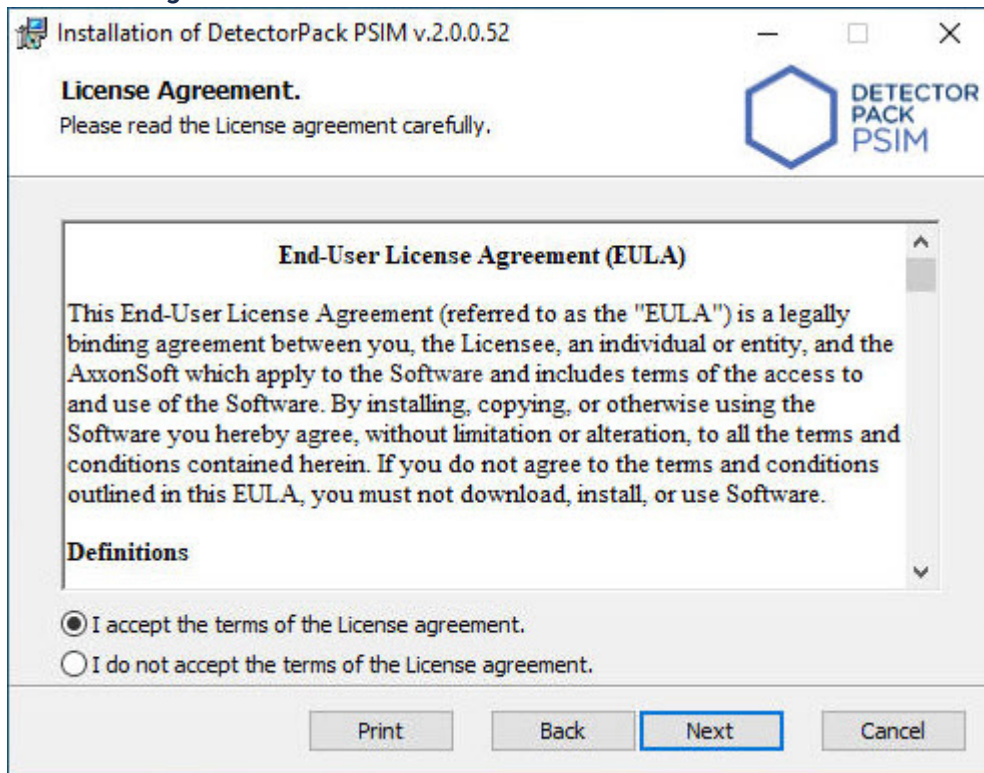 Installation of DetectorPack PSIM v.2.0.0.52
License Agreement.
Please read the License agreement carefully.
DETECTOR
PACK
PSIM
End-User License Agreement (EULA)
This End-User License Agreement (referred to as the "EULA") is a legally
binding agreement between you, the Licensee, an individual or entity, and the
AxxonSoft which apply to the Software and includes terms of the access to
and use of the Software. By installing, copying, or otherwise using the
Software you hereby agree, without limitation or alteration, to all the terms and
conditions contained herein. If you do not agree to the terms and conditions
outlined in this EULA, you must not download, install, or use Software.
Definitions
I accept the terms of the License agreement.
I do not accept the terms of the License agreement.
Print Back Next Cancel